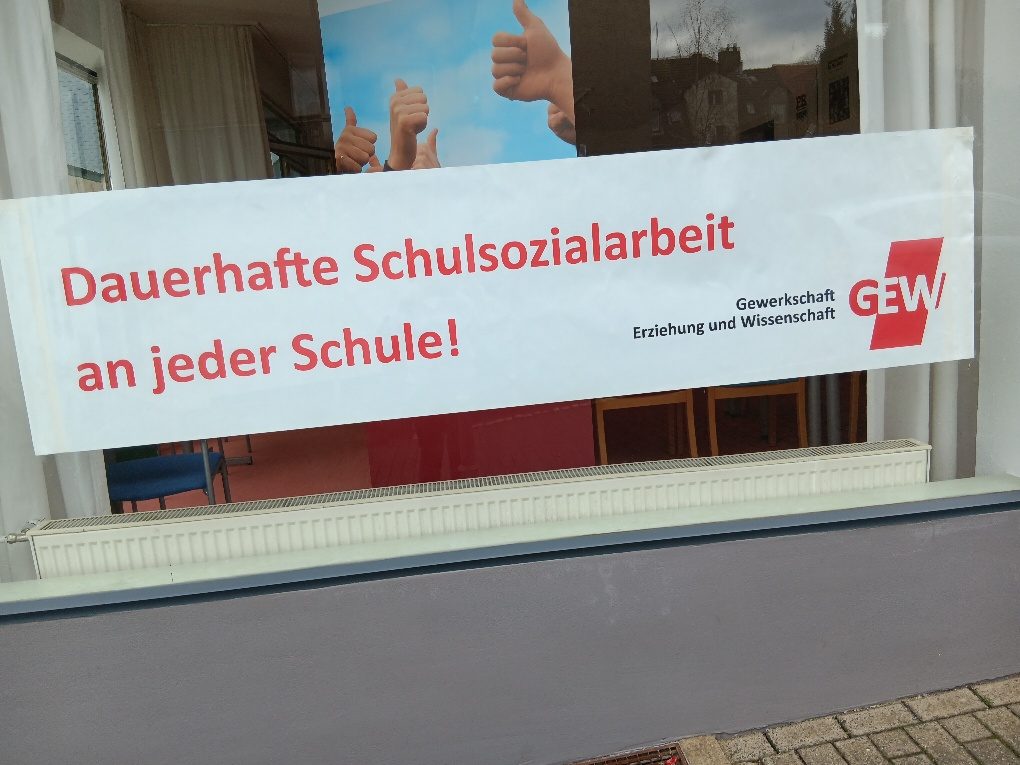 Dauerhafte Schulsozialarbeit
an jeder Schule!
Gewerkschaft
Erziehung und Wissenschaft
GEW